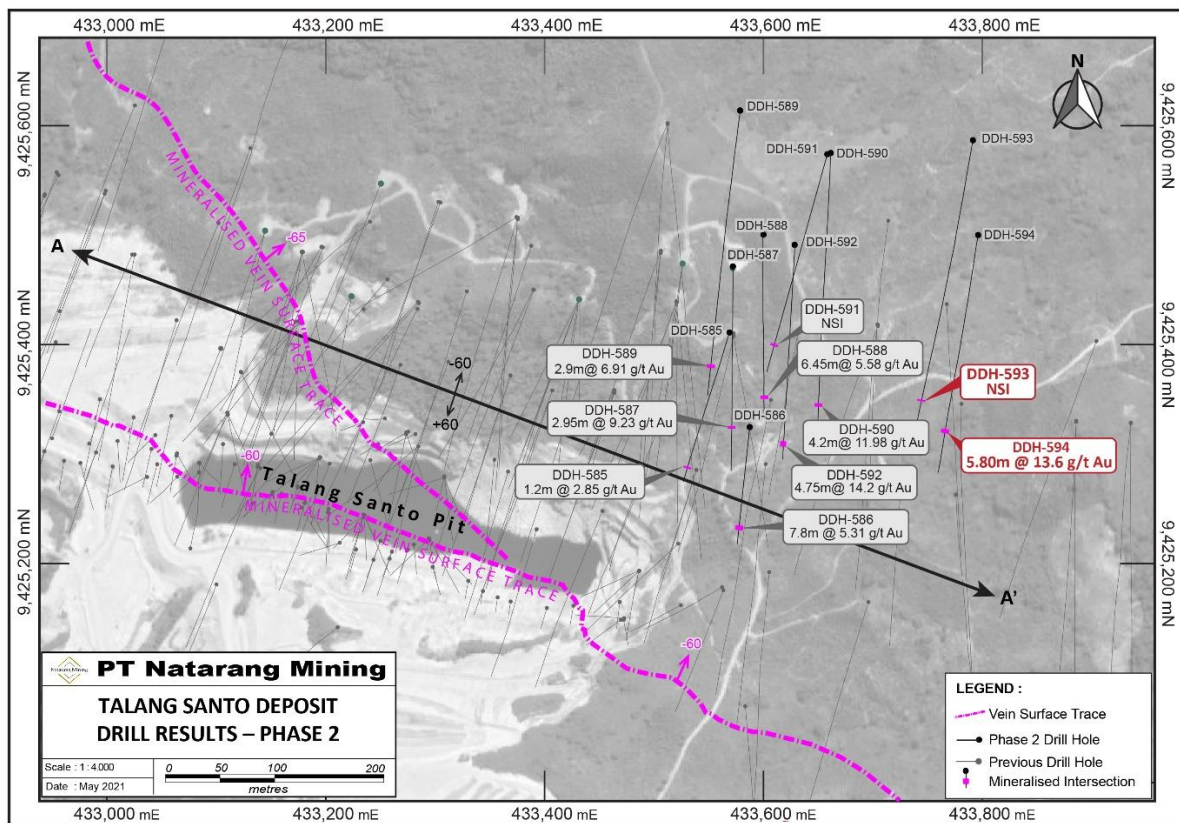 433,000 mE
433,200 mE
433,400 mE
433,600 mE
433,800 mE
9,425,600 mN
9,425,600 mN
N
DDH-589
DDH-591
DDH-590
DDH-593
MINERALISED VEIN SURFACE TRACE
-65
A
DDH-588
DDH-592
DDH-594
DDH-587
DDH-585
DDH-591
NSI
9,425,400 mN
9,425,400 mN
-60
+60
DDH-589
2.9m@ 6.91 g/t Au
DDH-588
6.45m@ 5.58 g/t Au
DDH-593
NSI
DDH-587
2.95m@ 9.23 g/t Au
DDH-586
DDH-590
4.2m@ 11.98 g/t Au
DDH-594
5.80m @ 13.6 g/t Au
-60
Talang Santo Pit
MINERALISED VEIN SURFACE TRACE
DDH-585
1.2m @ 2.85 g/t Au
DDH-592
4.75m@ 14.2 g/t Au
DDH-586
7.8m @ 5.31 g/t Au
9,425,200 mN
9,425,200 mN
A'
-60
Natarang Mining
PT Natarang Mining
TALANG SANTO DEPOSIT
DRILL RESULTS – PHASE 2
Scale : 1 : 4.000
Date : May 2021
0 50 100 200
metres
LEGEND :
Vein Surface Trace
Phase 2 Drill Hole
Previous Drill Hole
Mineralised Intersection
433,000 mE
433,200 mE
433,400 mE
433,600 mE
433,800 mE